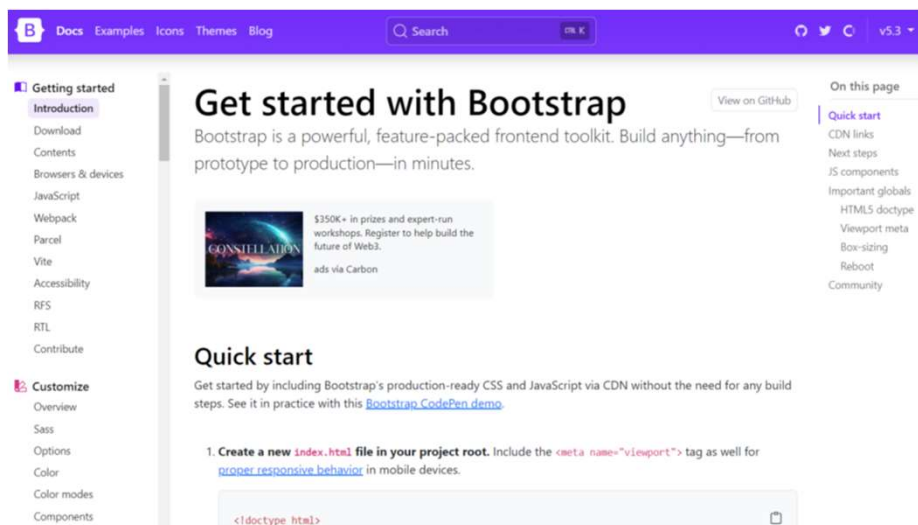 B Docs Examples Icons Themes Blog Search CTRL K v5.3
Getting started
Introduction
Download
Contents
Browsers & devices
JavaScript
Webpack
Parcel
Vite
Accessibility
RFS
RTL
Contribute
Customize
Overview
Sass
Options
Color
Color modes
Components
Get started with Bootstrap
View on GitHub
Bootstrap is a powerful, feature-packed frontend toolkit. Build anything—from
prototype to production—in minutes.
CONSTELLATION
$350K+ in prizes and expert-run
workshops. Register to help build the
future of Web3.
ads via Carbon
Quick start
Get started by including Bootstrap's production-ready CSS and JavaScript via CDN without the need for any build
steps. See it in practice with this Bootstrap CodePen demo.
1. Create a new index.html file in your project root. Include the <meta name="viewport"> tag as well for
proper responsive behavior in mobile devices.
<!doctype html>
On this page
Quick start
CDN links
Next steps
JS components
Important globals
HTML5 doctype
Viewport meta
Box-sizing
Reboot
Community